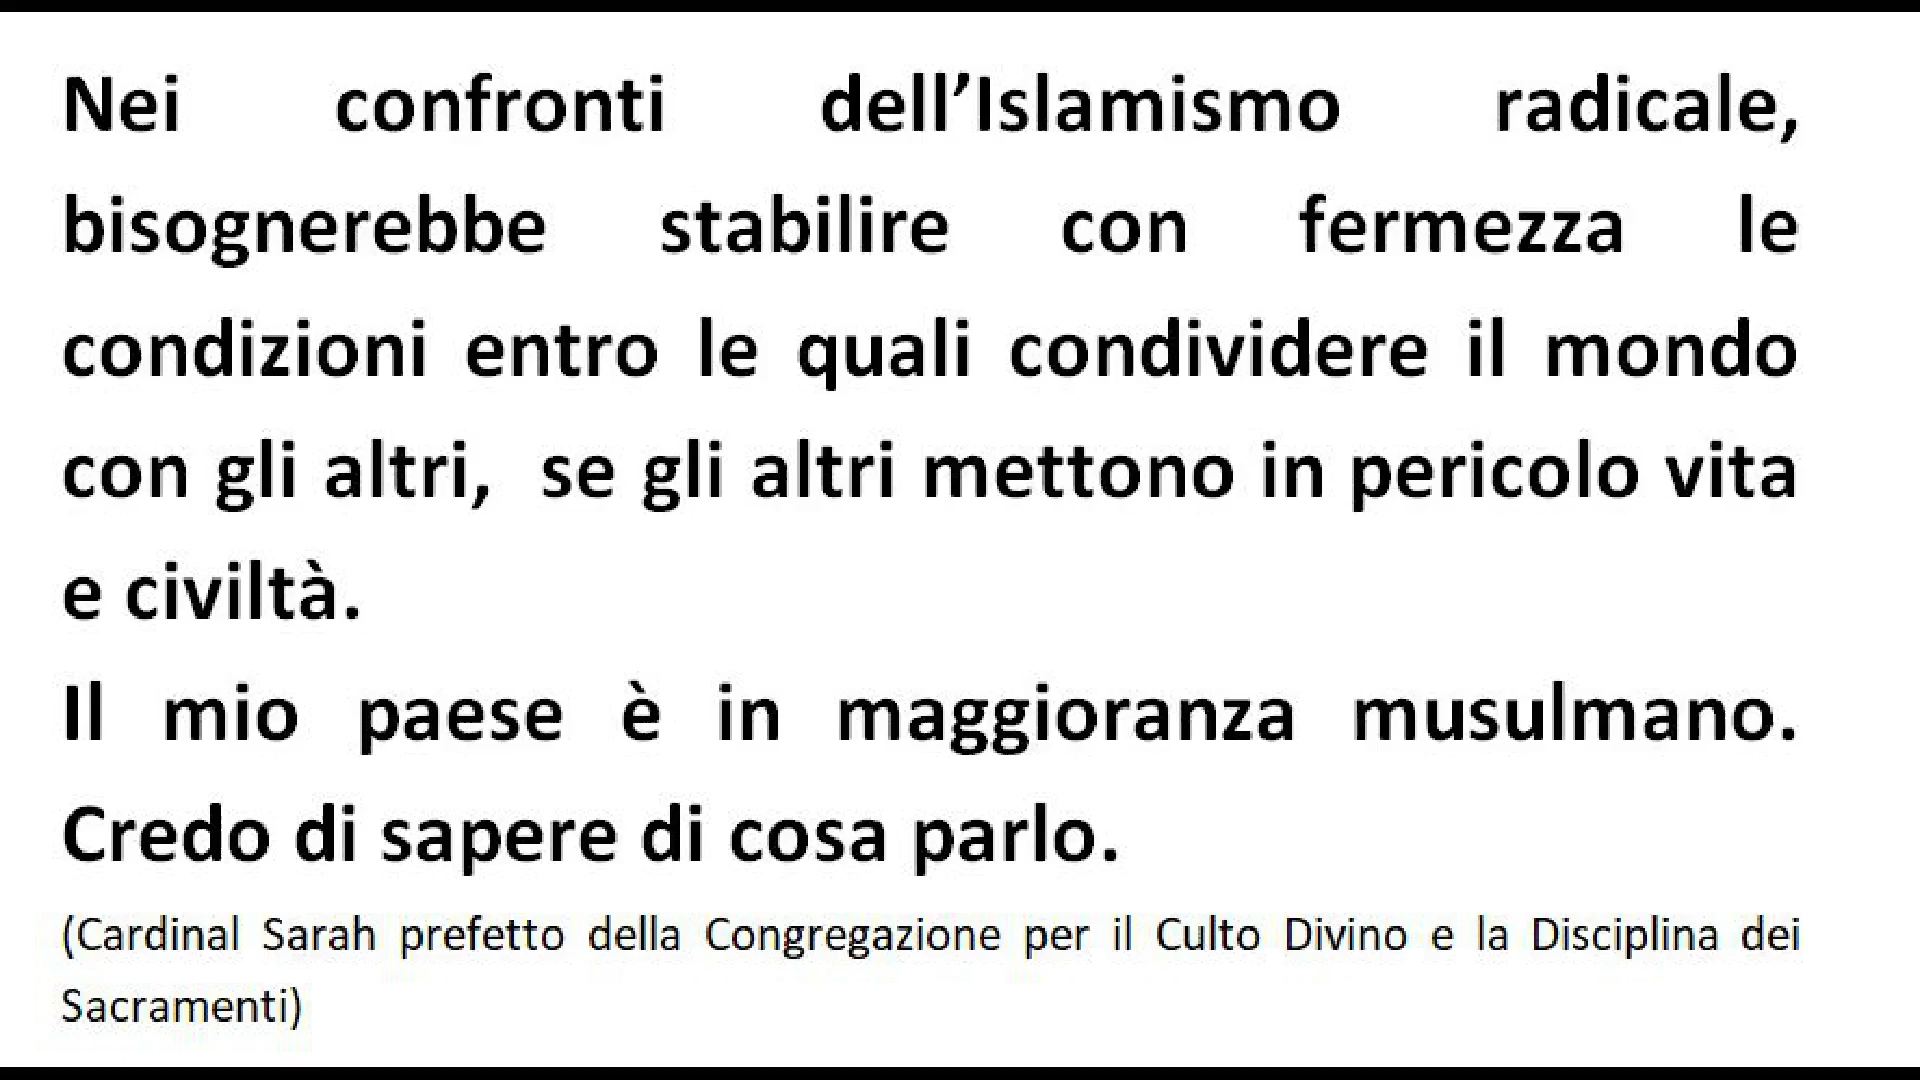 Nei confronti dell’Islamismo radicale,
bisognerebbe stabilire con fermezza le
condizioni entro le quali condividere il mondo
con gli altri, se gli altri mettono in pericolo vita
e civiltà.
Il mio paese è in maggioranza musulmano.
Credo di sapere di cosa parlo.
(Cardinal Sarah prefetto della Congregazione per il Culto Divino e la Disciplina dei
Sacramenti)